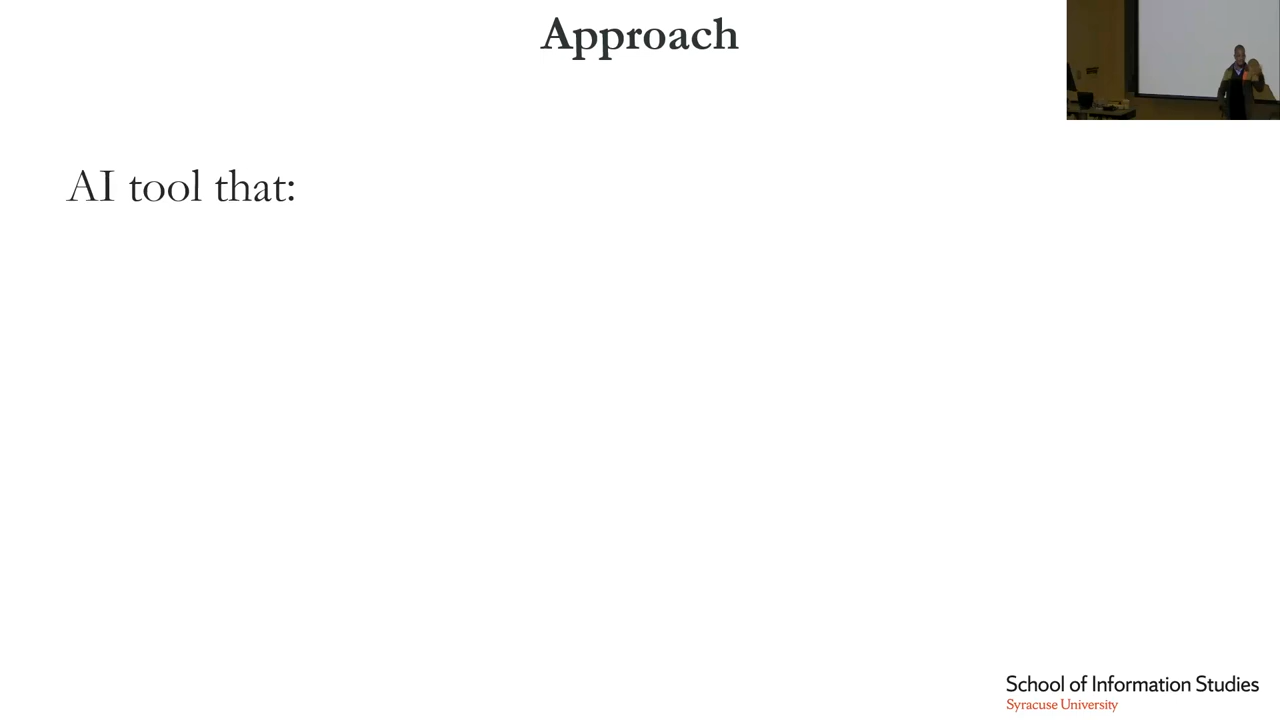 Approach
AI tool that:
School of Information Studies
Syracuse University